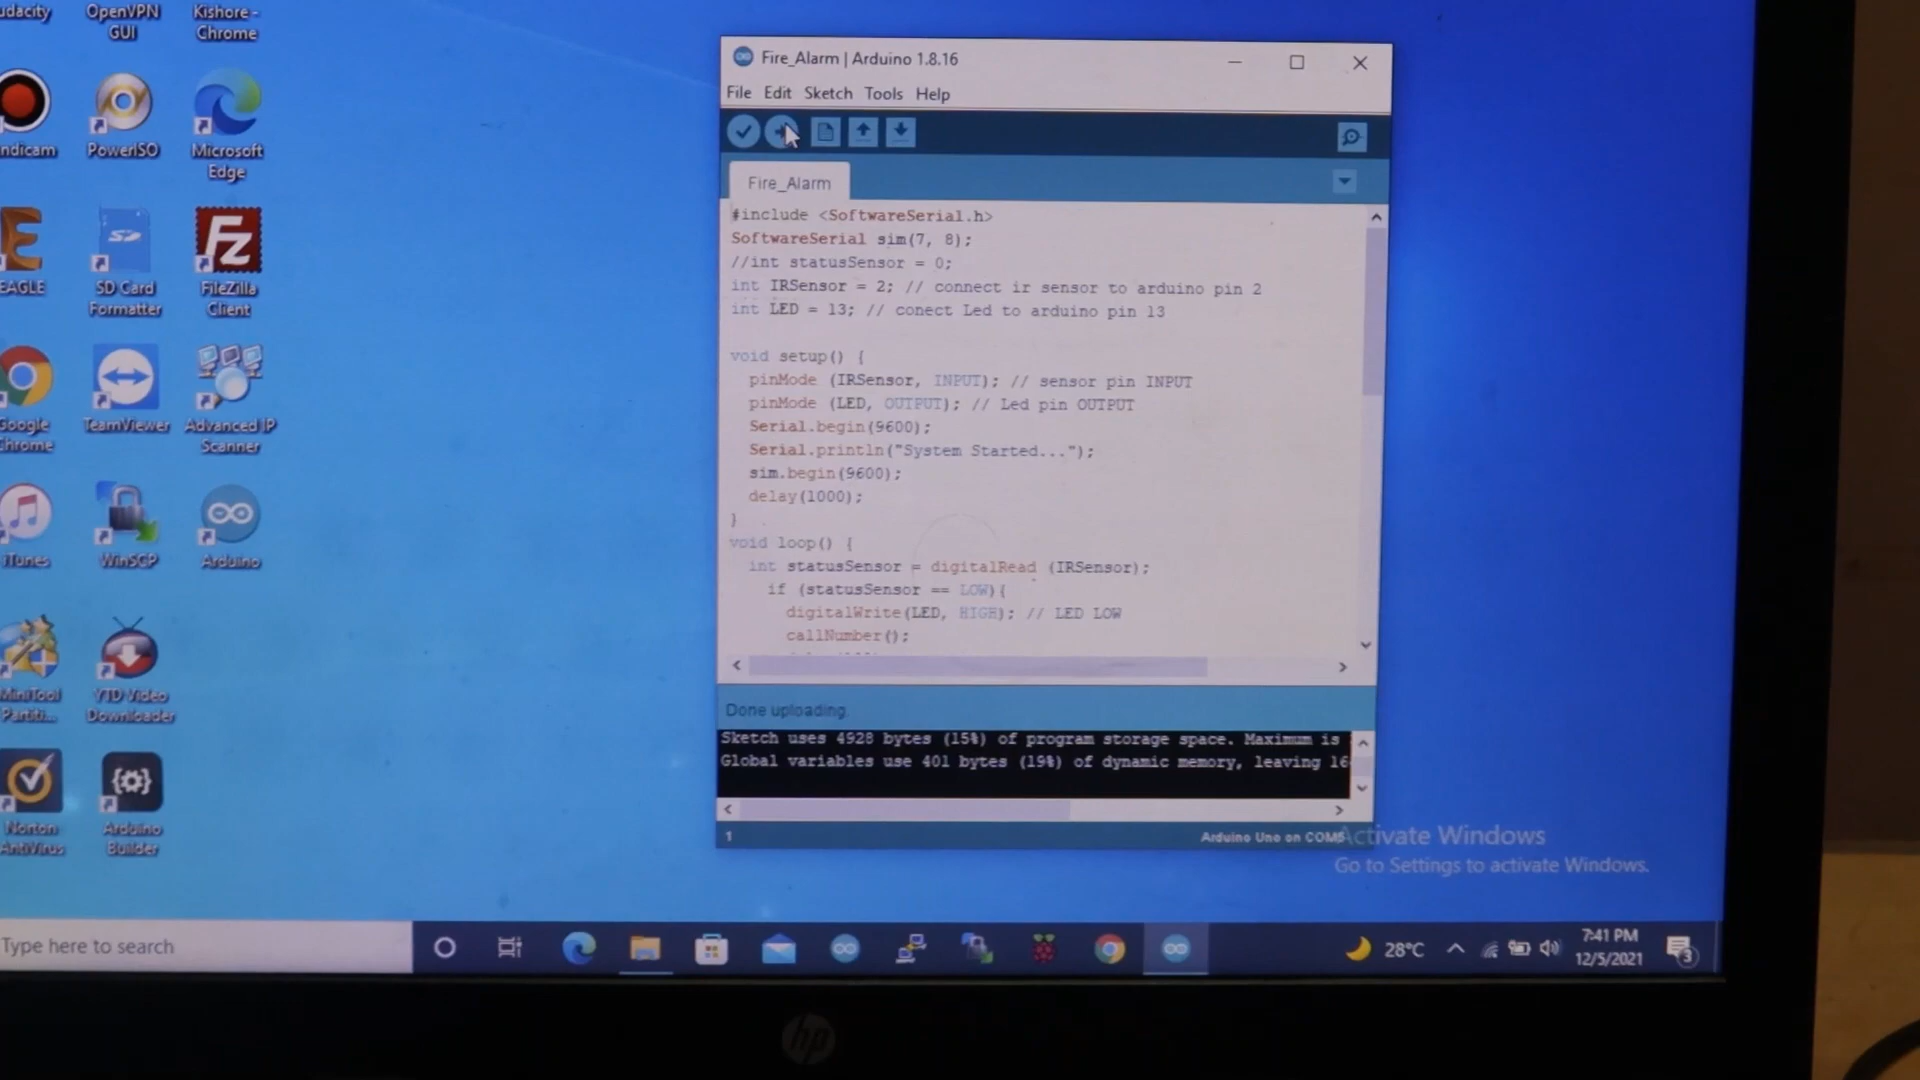 OpenVPN
GUI
Kishore -
Chrome
PowerISO
Microsoft
Edge
EAGLE
SD Card
Formatter
FileZilla
Client
Google
Chrome
TeamViewer
Advanced IP
Scanner
iTunes
WinSCP
Arduino
MiniTool
Partiti...
YTD Video
Downloader
Norton
AntiVirus
Arduino
Builder
Fire_Alarm | Arduino 1.8.16
File Edit Sketch Tools Help
Fire_Alarm
#include <SoftwareSerial.h>
SoftwareSerial sim(7, 8);
//int statusSensor = 0;
int IRSensor = 2; // connect ir sensor to arduino pin 2
int LED = 13; // conect Led to arduino pin 13
void setup() {
pinMode (IRSensor, INPUT); // sensor pin INPUT
pinMode (LED, OUTPUT); // Led pin OUTPUT
Serial.begin(9600);
Serial.println("System Started...");
sim.begin(9600);
delay(1000);
}
void loop() {
int statusSensor = digitalRead (IRSensor);
if (statusSensor == LOW){
digitalWrite(LED, HIGH); // LED LOW
callNumber();
Done uploading.
Sketch uses 4928 bytes (15%) of program storage space. Maximum is
Global variables use 401 bytes (19%) of dynamic memory, leaving 16
1
Arduino Uno on COM5
Activate Windows
Go to Settings to activate Windows.
Type here to search
28°C
7:41 PM
12/5/2021
3
hp